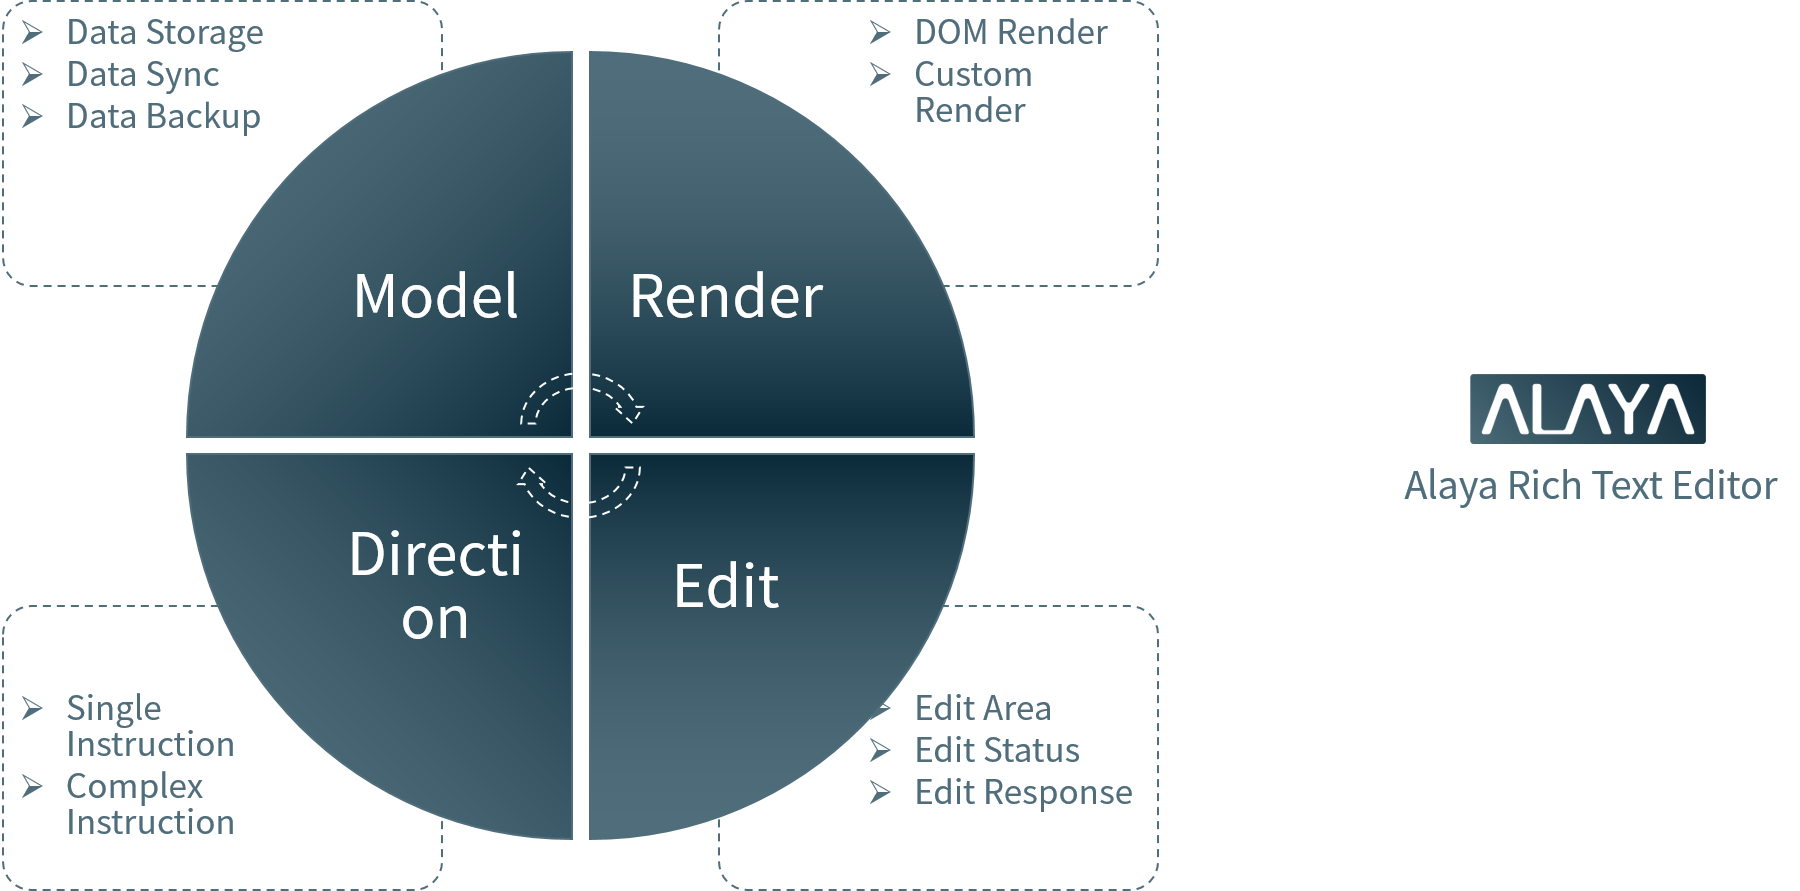 Data Storage
Data Sync
Data Backup
DOM Render
Custom
Render
Model
Render
Directi
on
Edit
Single
Instruction
Complex
Instruction
Edit Area
Edit Status
Edit Response
ALAYA
Alaya Rich Text Editor